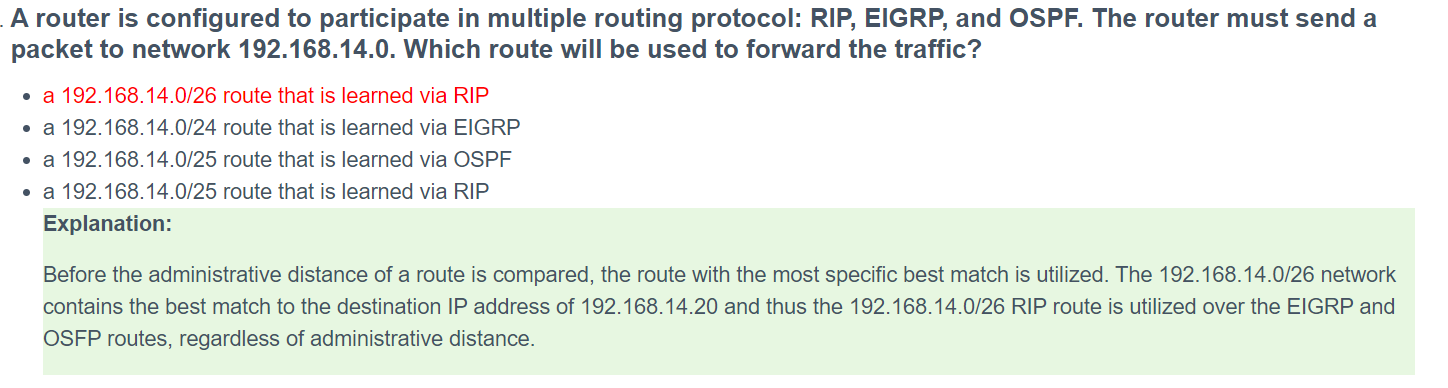 . A router is configured to participate in multiple routing protocol: RIP, EIGRP, and OSPF. The router must send a
packet to network 192.168.14.0. Which route will be used to forward the traffic?
• a 192.168.14.0/26 route that is learned via RIP
• a 192.168.14.0/24 route that is learned via EIGRP
• a 192.168.14.0/25 route that is learned via OSPF
• a 192.168.14.0/25 route that is learned via RIP
Explanation:
Before the administrative distance of a route is compared, the route with the most specific best match is utilized. The 192.168.14.0/26 network
contains the best match to the destination IP address of 192.168.14.20 and thus the 192.168.14.0/26 RIP route is utilized over the EIGRP and
OSFP routes, regardless of administrative distance.